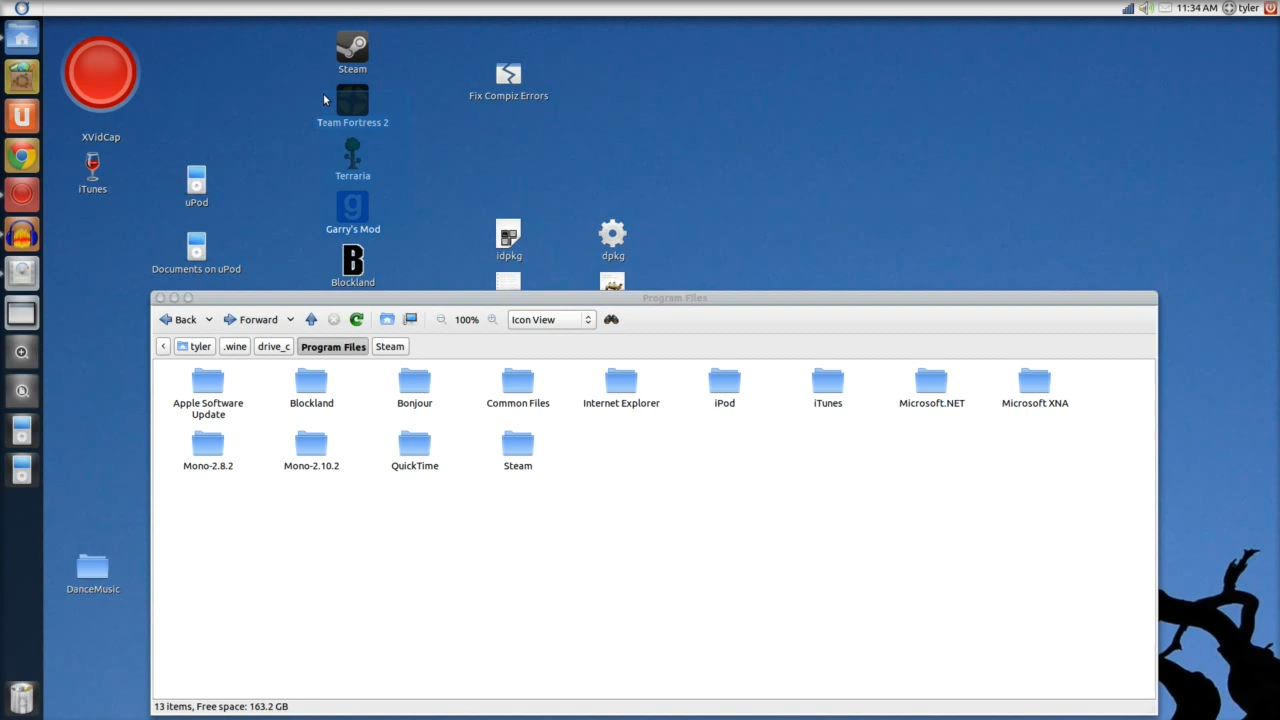 11:34 AM tyler
Steam
Fix Compiz Errors
Team Fortress 2
XVidCap
Terraria
iTunes
uPod
g
Garry's Mod
idpkg
dpkg
Documents on uPod
B
Blockland
U
Program Files
Back Forward 100% Icon View
< tyler .wine drive_c Program Files Steam
Apple Software Update
Blockland
Bonjour
Common Files
Internet Explorer
iPod
iTunes
Microsoft.NET
Microsoft XNA
Mono-2.8.2
Mono-2.10.2
QuickTime
Steam
DanceMusic
13 items, Free space: 163.2 GB